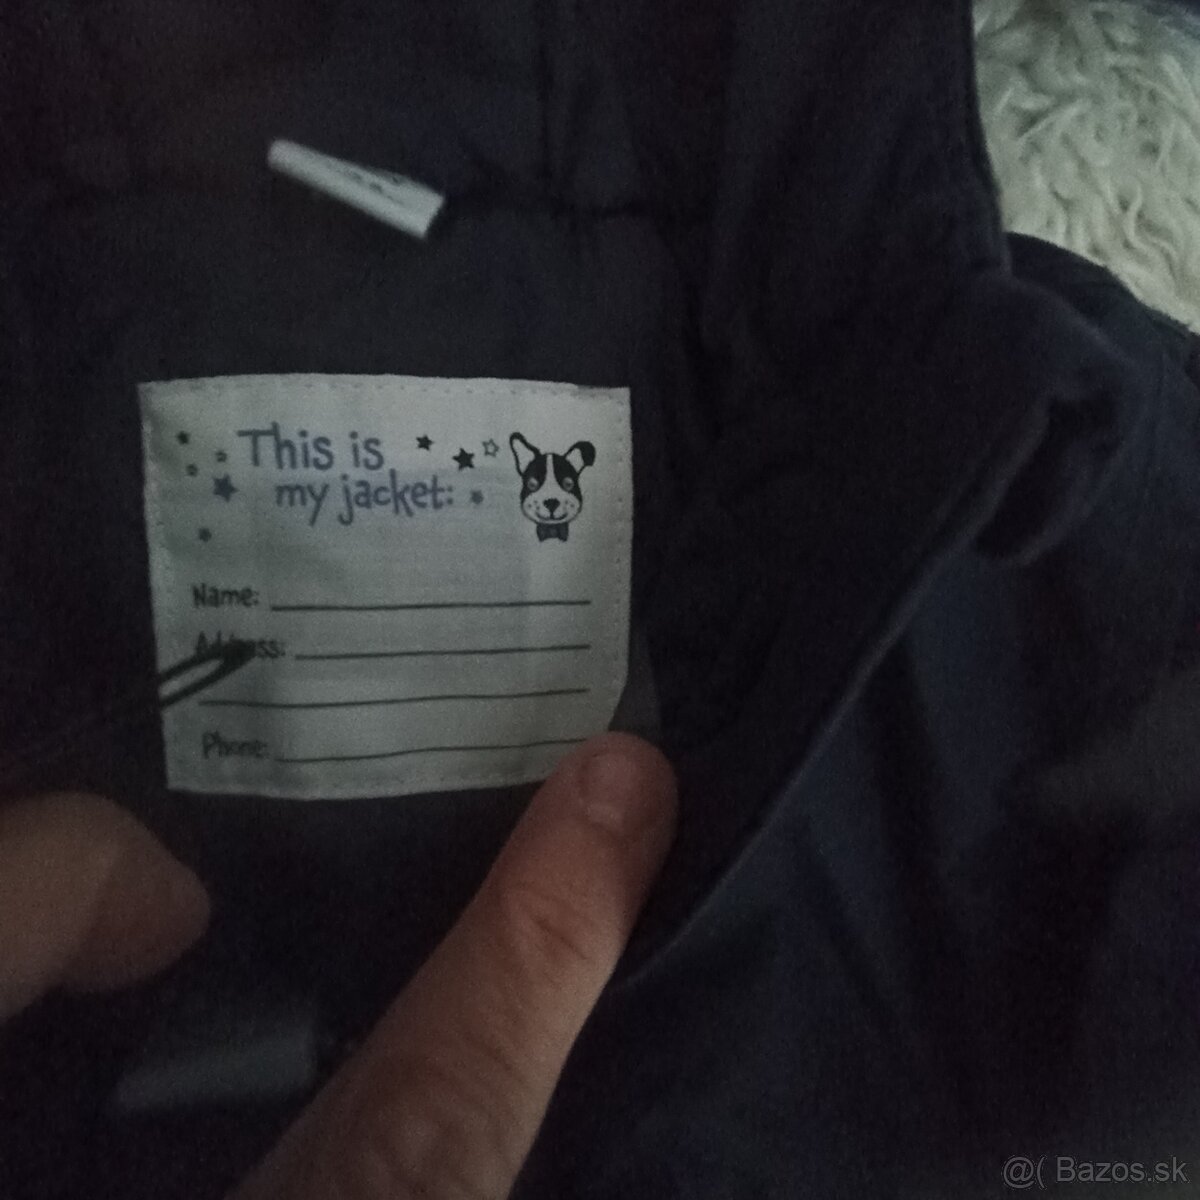 This is
my jacket:
Name:
Address:
Phone:
@( Bazos.sk